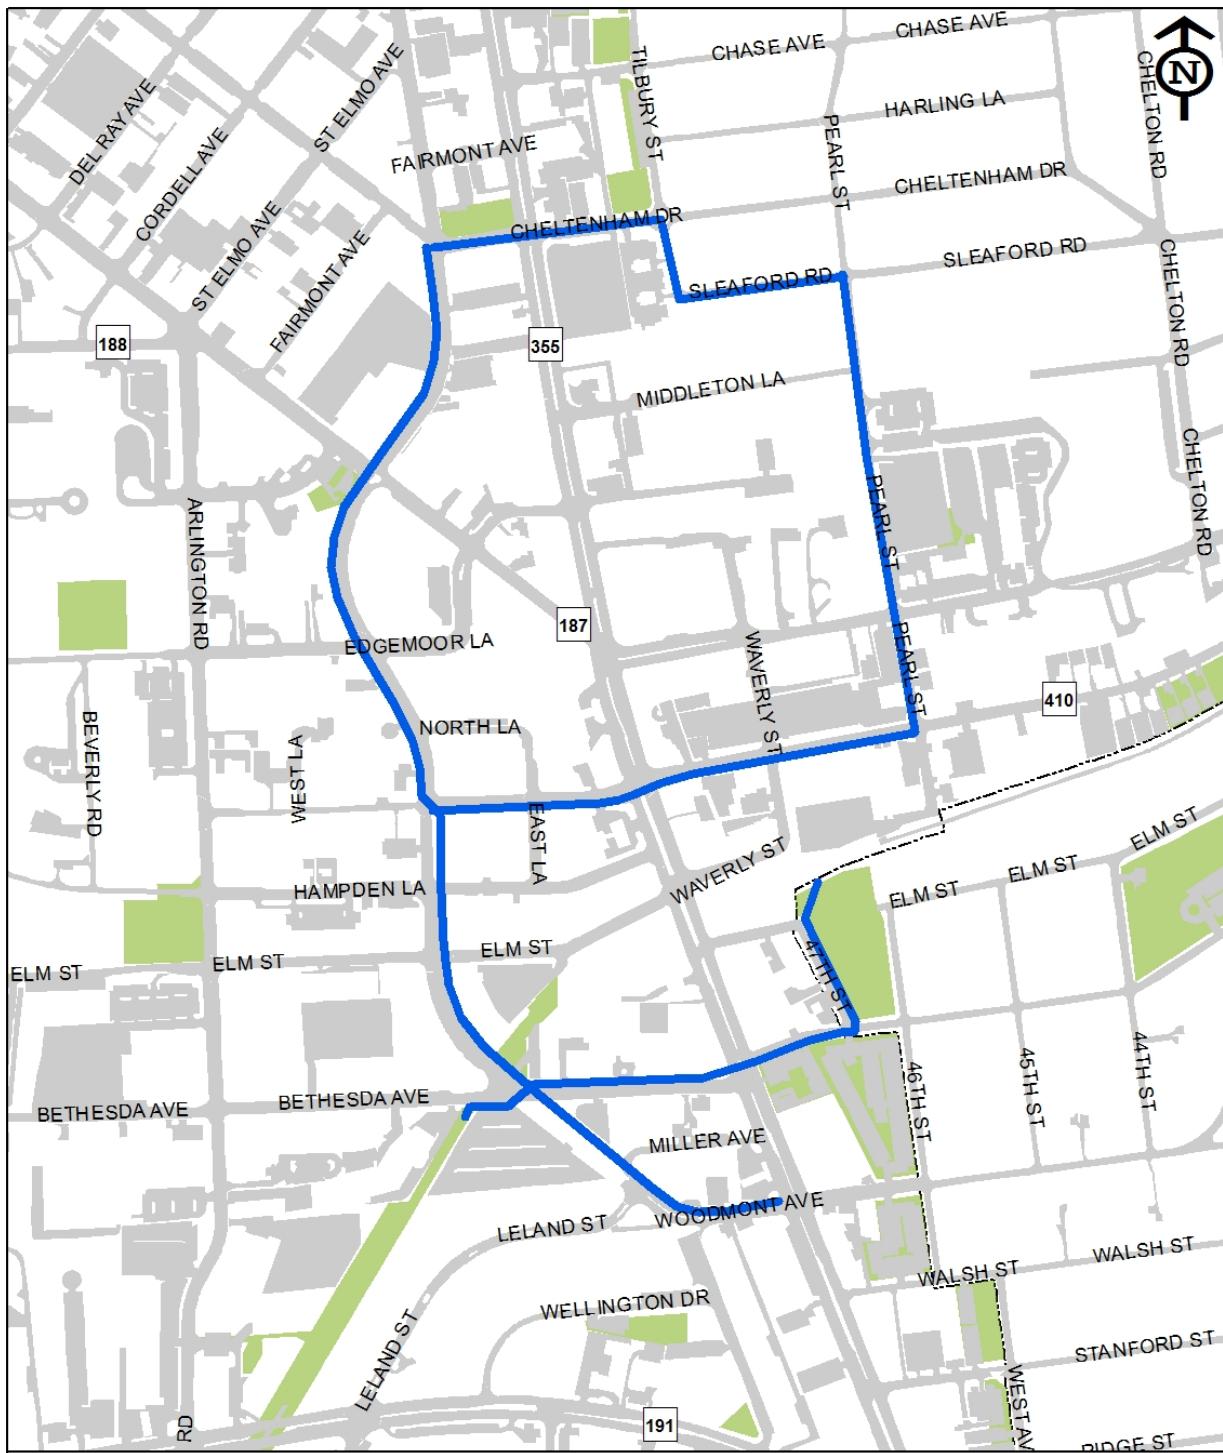 CHASE AVE
CHASE AVE
N
DEL RAY AVE
CORDELL AVE
ST ELMO AVE
TILBURY ST
CHELTON RD
HARLING LA
FAIRMONT AVE
PEARL ST
CHELTENHAM DR
CHELTENHAM DR
ST ELMO AVE
FAIRMONT AVE
SLEAFORD RD
SLEAFORD RD
CHELTON RD
188
355
MIDDLETON LA
CHELTON RD
ARLINGTON RD
PEARL ST
187
EDGEMOOR LA
WAVERLY ST
PEARL ST
410
BEVERLY RD
WEST LA
NORTH LA
EAST LA
ELM ST
WAVERLY ST
ELM ST
HAMPDEN LA
ELM ST
ELM ST
ELM ST
ELM ST
47TH ST
46TH ST
45TH ST
44TH ST
BETHESDA AVE
BETHESDA AVE
MILLER AVE
WOODMONT AVE
LELAND ST
WALSH ST
WALSH ST
WELLINGTON DR
LELAND ST
STANFORD ST
WEST AV
RD
191
RIDGE ST